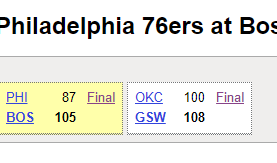 Philadelphia 76ers at Bos
PHI 87 Final OKC 100 Final
BOS 105 GSW 108